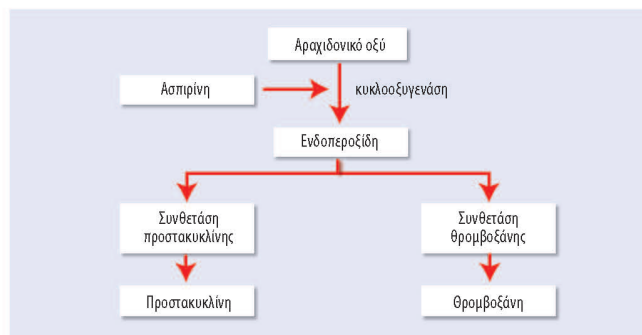 Αραχιδονικό οξύ
Ασπιρίνη
κυκλοοξυγενάση
Ενδοπεροξίδη
Συνθετάση
προστακυκλίνης
Συνθετάση
θρομβοξάνης
Προστακυκλίνη
Θρομβοξάνη